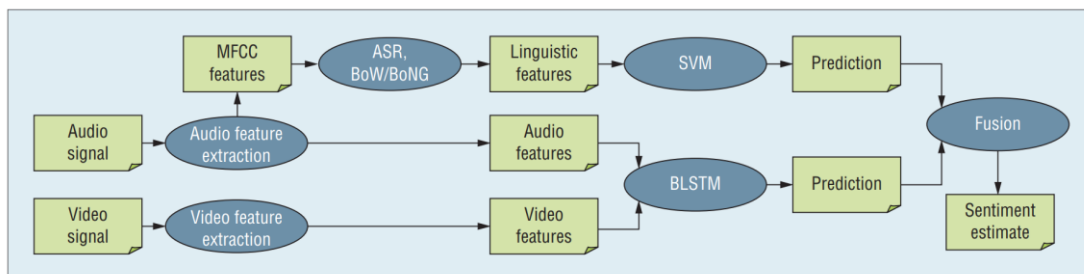 MFCC
features
ASR,
BoW/BoNG
Linguistic
features
SVM
Prediction
Audio
signal
Audio feature
extraction
Audio
features
Fusion
BLSTM
Prediction
Video
signal
Video feature
extraction
Video
features
Sentiment
estimate